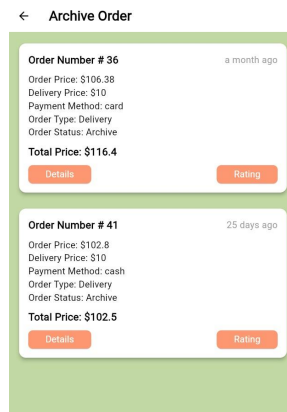 Archive Order
Order Number # 36
a month ago
Order Price: $106.38
Delivery Price: $10
Payment Method: card
Order Type: Delivery
Order Status: Archive
Total Price: $116.4
Details
Rating
Order Number # 41
25 days ago
Order Price: $102.8
Delivery Price: $10
Payment Method: cash
Order Type: Delivery
Order Status: Archive
Total Price: $102.5
Details
Rating